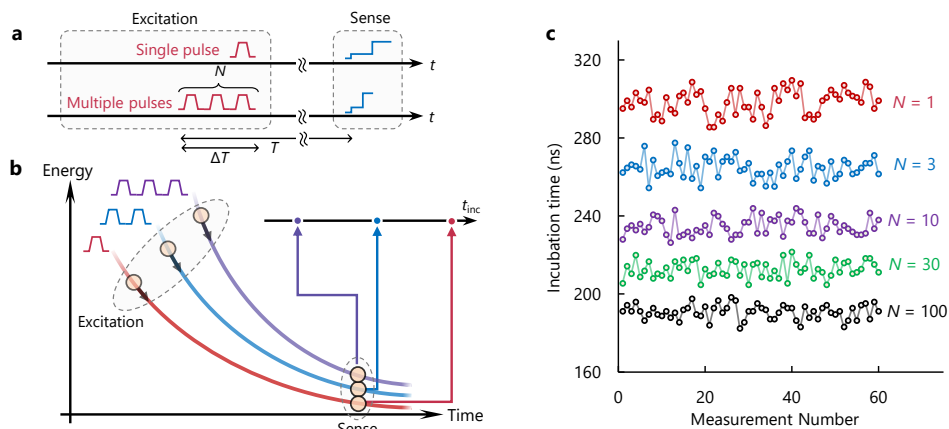 a
Excitation
Sense
Single pulse
t
N
Multiple pulses
t
T
ΔT
b
Energy
t_inc
Excitation
Sense
Time
c
Incubation time (ns)
320
280
240
200
160
0
20
40
60
Measurement Number
N = 1
N = 3
N = 10
N = 30
N = 100